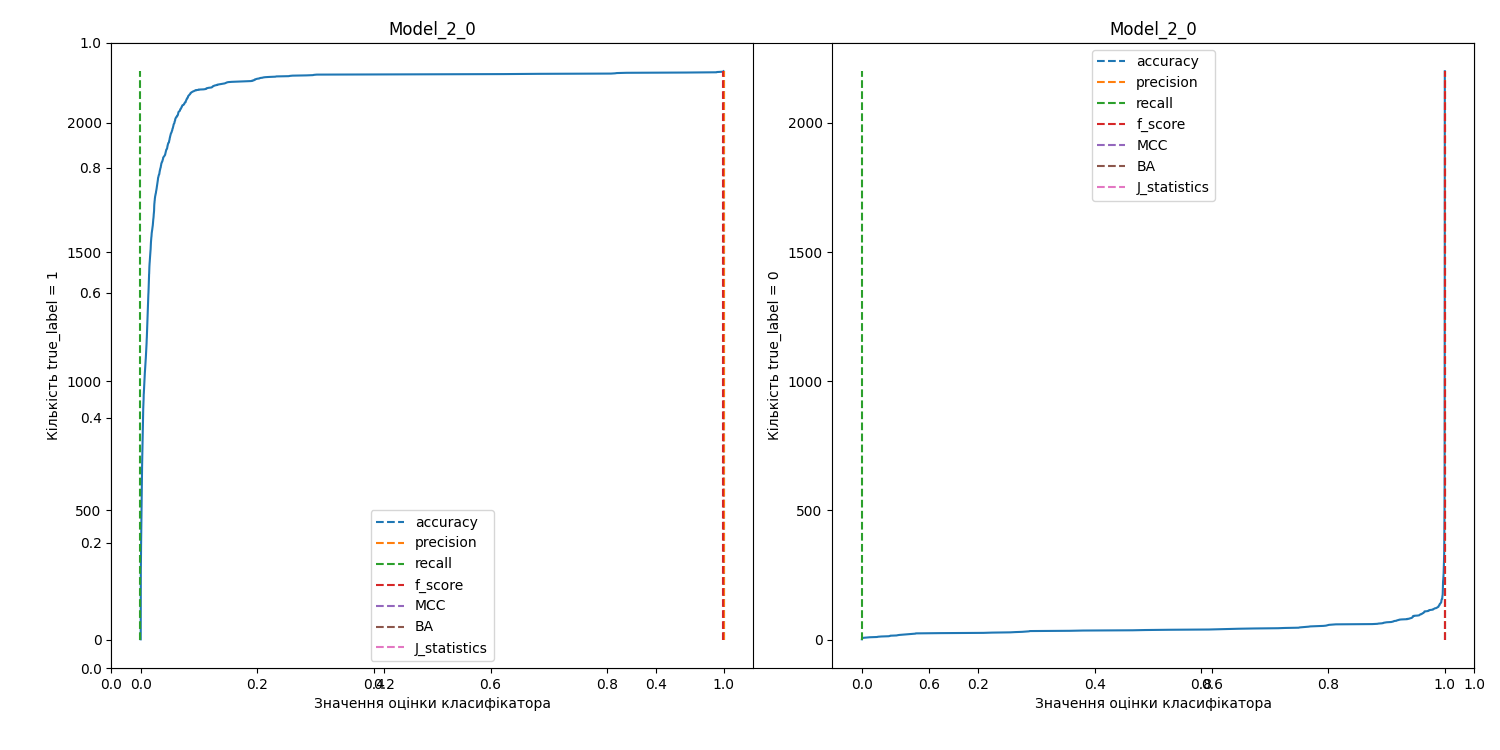 Model_2_0
Model_2_0
1.0
2000
0.8
1500
0.6
1000
0.4
500
0.2
0
0.0
Кількість true_label = 1
accuracy
precision
recall
f_score
MCC
BA
J_statistics
0.0
0.0
0.2
0.4
0.2
0.6
0.8
0.4
1.0
Значення оцінки класифікатора
2000
1500
1000
500
0
Кількість true_label = 0
accuracy
precision
recall
f_score
MCC
BA
J_statistics
0.0
0.6
0.2
0.4
0.8
0.6
0.8
1.0
1.0
Значення оцінки класифікатора